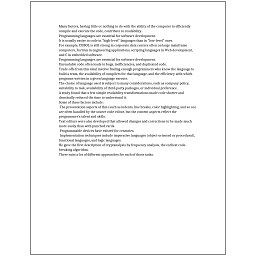 Many factors, having little or nothing to do with the ability of the computer to efficiently
compile and execute the code, contribute to readability.
Programming languages are essential for software development.
It is usually easier to code in "high-level" languages than in "low-level" ones.
For example, COBOL is still strong in corporate data centers often on large mainframe
computers, Fortran in engineering applications, scripting languages in Web development,
and C in embedded software.
Programming languages are essential for software development.
Unreadable code often leads to bugs, inefficiencies, and duplicated code.
Trade-offs from this ideal involve finding enough programmers who know the language to
build a team, the availability of compilers for that language, and the efficiency with which
programs written in a given language execute.
The choice of language used is subject to many considerations, such as company policy,
suitability to task, availability of third-party packages, or individual preference.
A study found that a few simple readability transformations made code shorter and
drastically reduced the time to understand it.
Some of these factors include:
The presentation aspects of this (such as indents, line breaks, color highlighting, and so on)
are often handled by the source code editor, but the content aspects reflect the
programmer's talent and skills.
Text editors were also developed that allowed changes and corrections to be made much
more easily than with punched cards.
Programmable devices have existed for centuries.
Implementation techniques include imperative languages (object-oriented or procedural),
functional languages, and logic languages.
He gave the first description of cryptanalysis by frequency analysis, the earliest code-
breaking algorithm.
There exist a lot of different approaches for each of those tasks.